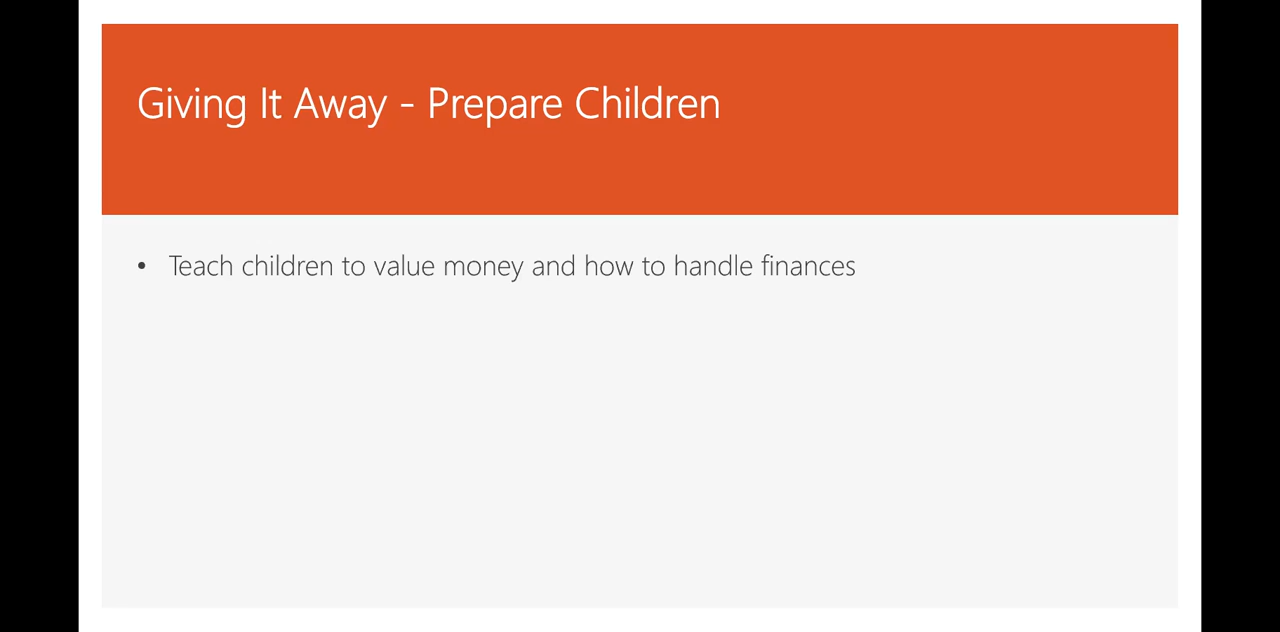 Giving It Away - Prepare Children
• Teach children to value money and how to handle finances